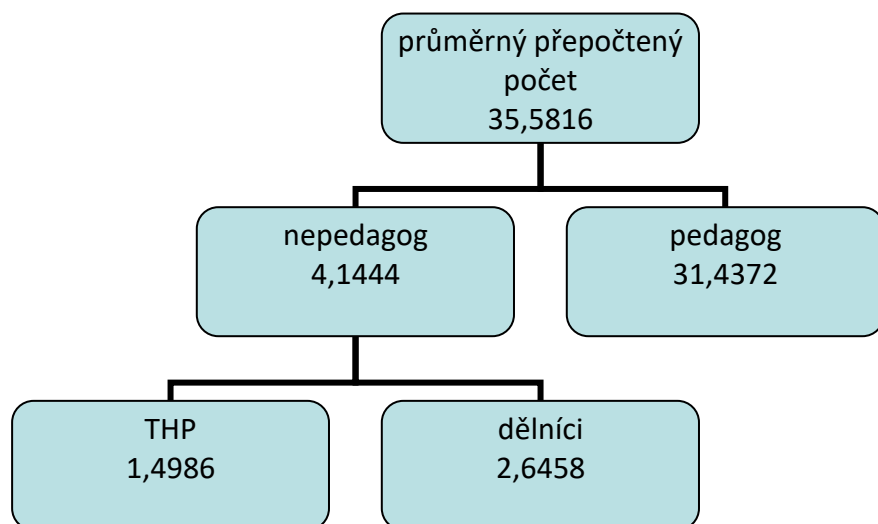 průměrný přepočtený
počet
35,5816
nepedagog
4,1444
pedagog
31,4372
THP
1,4986
dělníci
2,6458